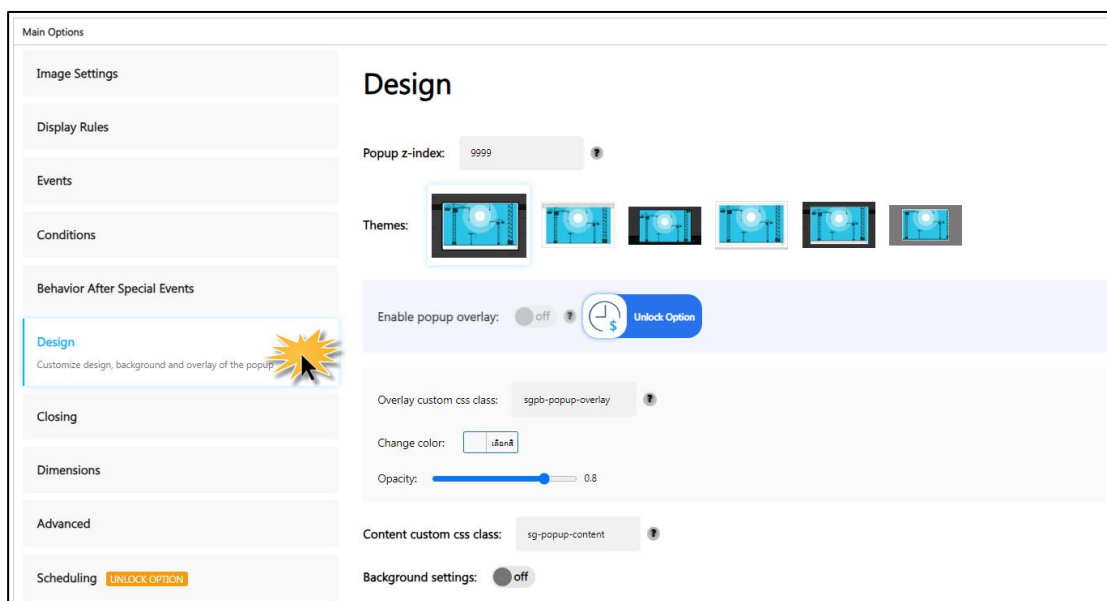 Main Options
Image Settings
Display Rules
Events
Conditions
Behavior After Special Events
Design
Customize design, background and overlay of the popup
Closing
Dimensions
Advanced
Scheduling UNLOCK OPTION
Design
Popup z-index: 9999 ?
Themes:
Enable popup overlay: off ? $ Unlock Option
Overlay custom css class: sgpb-popup-overlay ?
Change color: เลือกสี
Opacity: 0.8
Content custom css class: sg-popup-content ?
Background settings: off